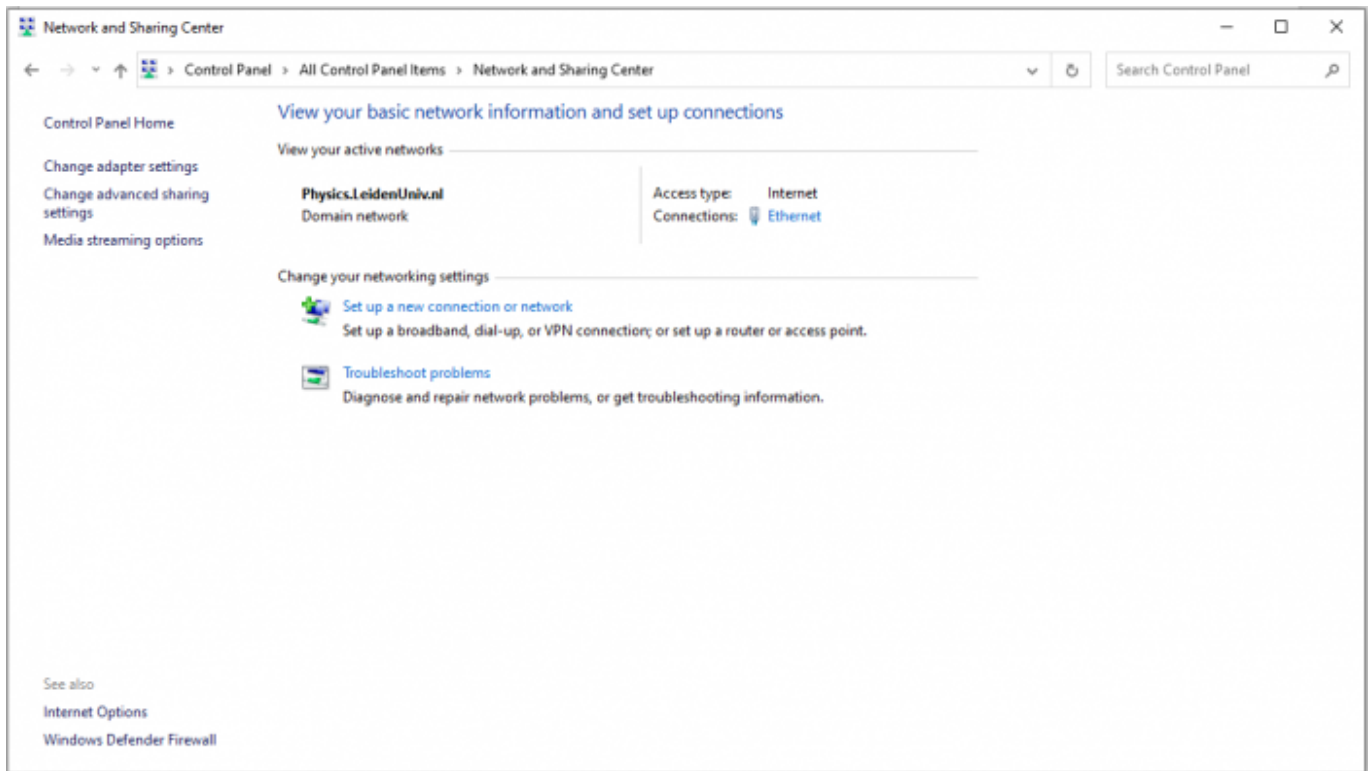 Network and Sharing Center
Control Panel > All Control Panel Items > Network and Sharing Center
Search Control Panel
Control Panel Home
Change adapter settings
Change advanced sharing
settings
Media streaming options
View your basic network information and set up connections
View your active networks
Physics.LeidenUniv.nl
Domain network
Access type: Internet
Connections: Ethernet
Change your networking settings
Set up a new connection or network
Set up a broadband, dial-up, or VPN connection; or set up a router or access point.
Troubleshoot problems
Diagnose and repair network problems, or get troubleshooting information.
See also
Internet Options
Windows Defender Firewall